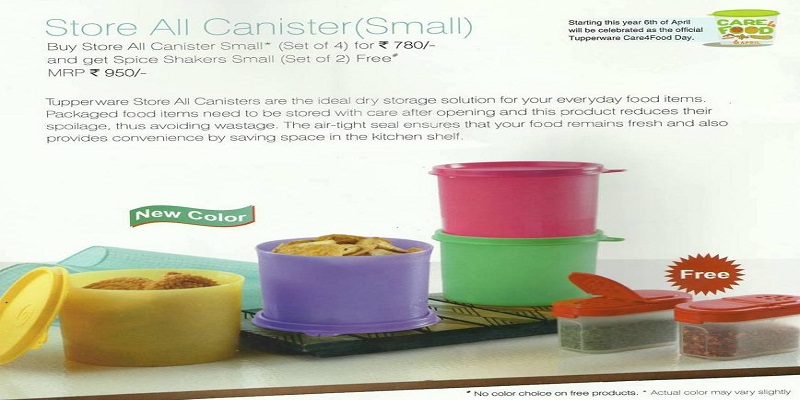 Store All Canister(Small)
Buy Store All Canister Small* (Set of 4) for ₹ 780/-
and get Spice Shakers Small (Set of 2) Free#
MRP ₹ 950/-
Starting this year 6th of April
will be celebrated as the official
Tupperware Care4Food Day.
CARE
FOOD
6 APRIL
Tupperware Store All Canisters are the ideal dry storage solution for your everyday food items.
Packaged food items need to be stored with care after opening and this product reduces their
spoilage, thus avoiding wastage. The air-tight seal ensures that your food remains fresh and also
provides convenience by saving space in the kitchen shelf.
New Color
Free
# No color choice on free products. * Actual color may vary slightly